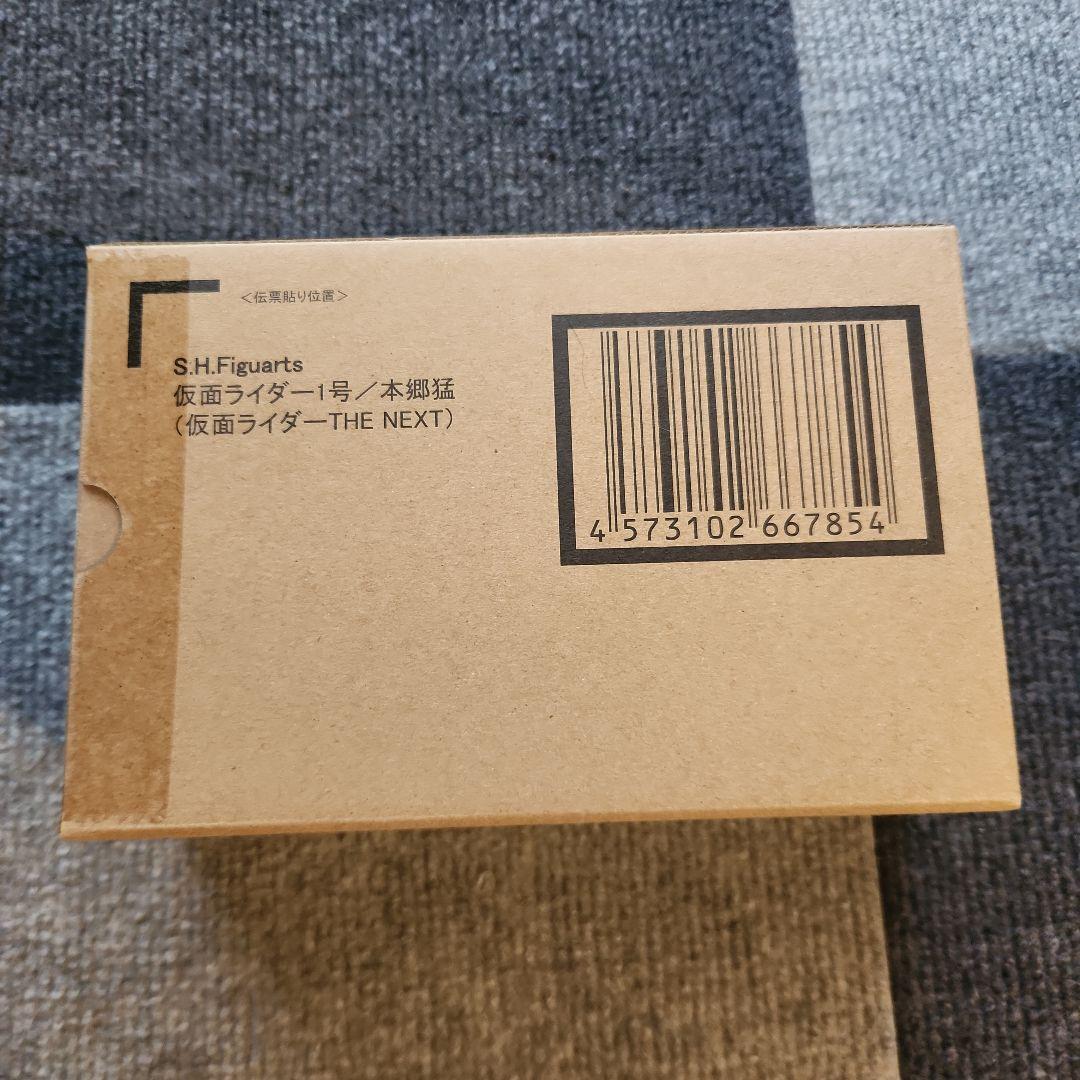 <伝票貼り位置>
S.H.Figuarts
仮面ライダー1号／本郷猛
（仮面ライダーTHE NEXT）
4 573102 667854